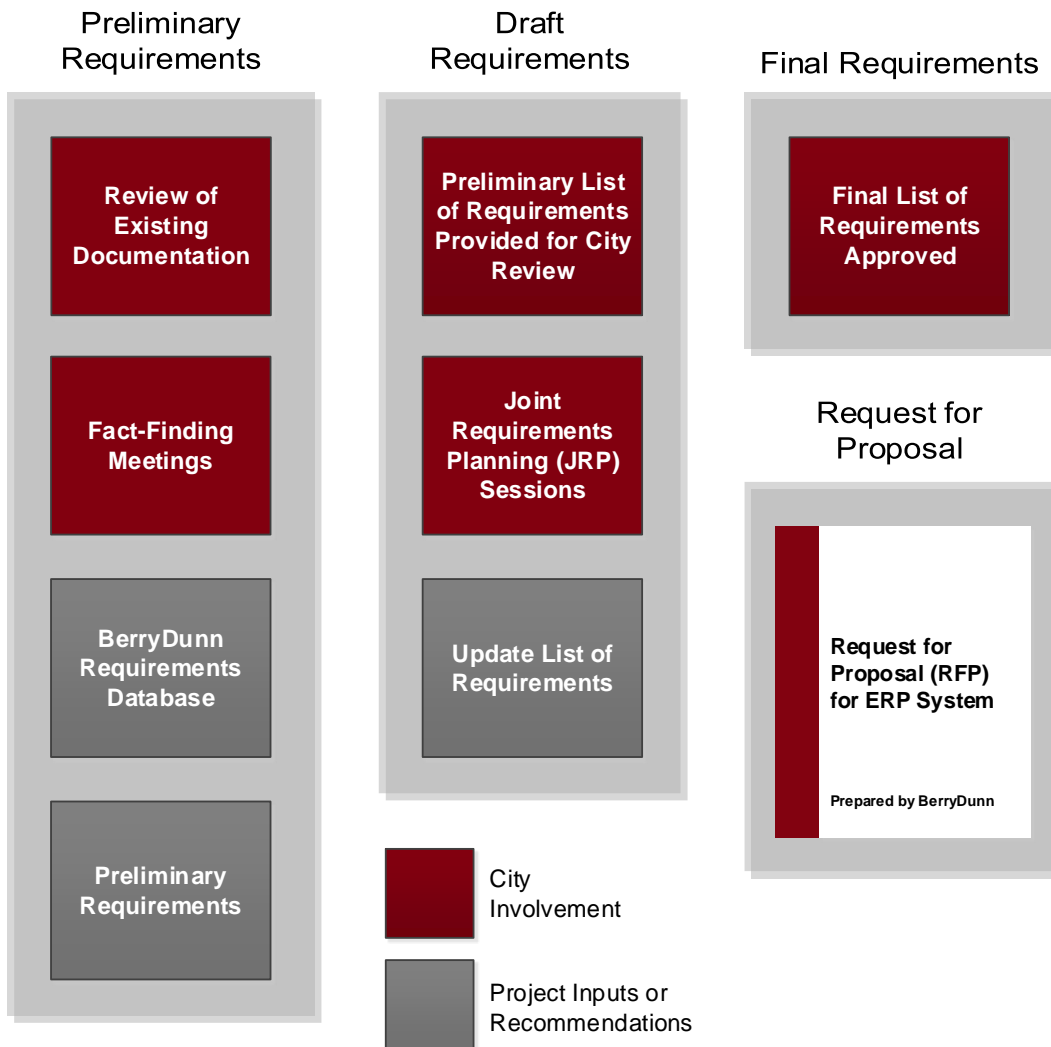 Preliminary
Requirements
Review of
Existing
Documentation
Fact-Finding
Meetings
BerryDunn
Requirements
Database
Preliminary
Requirements
Draft
Requirements
Preliminary List
of Requirements
Provided for City
Review
Joint
Requirements
Planning (JRP)
Sessions
Update List of
Requirements
City
Involvement
Project Inputs or
Recommendations
Final Requirements
Final List of
Requirements
Approved
Request for
Proposal
Request for
Proposal (RFP)
for ERP System
Prepared by BerryDunn